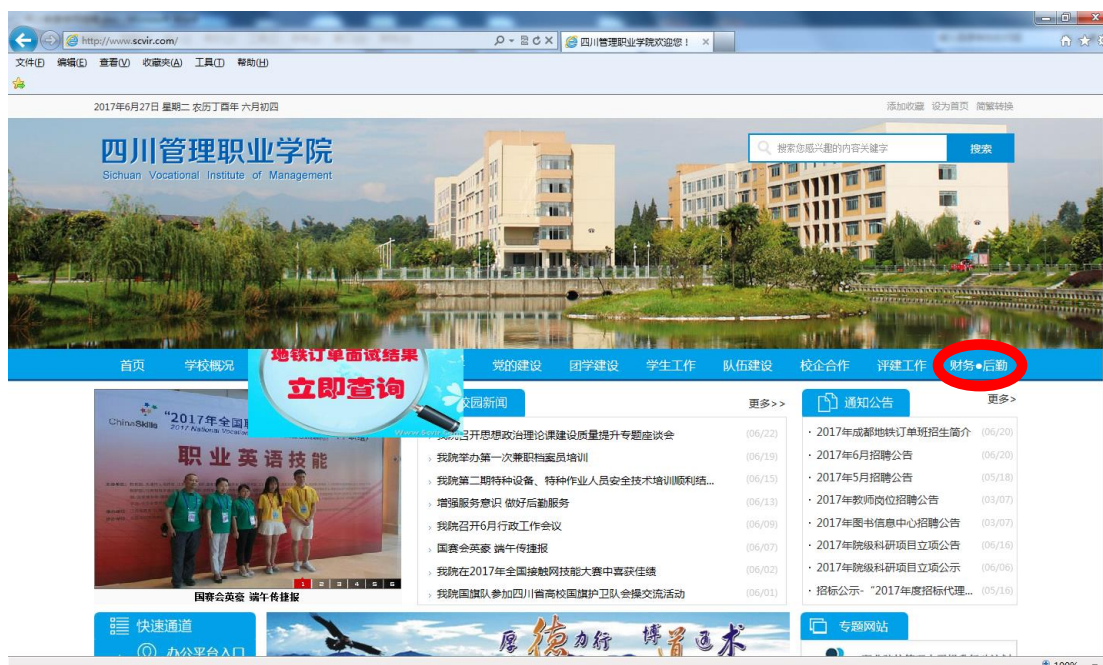 http://www.scvir.com/
四川管理职业学院欢迎您！
文件(F) 编辑(E) 查看(V) 收藏夹(A) 工具(T) 帮助(H)
2017年6月27日 星期二 农历丁酉年 六月初四
添加收藏 设为首页 简繁转换
四川管理职业学院
Sichuan Vocational Institute of Management
搜索您感兴趣的内容关键字
搜索
首页 学校概况 党的建设 团学建设 学生工作 队伍建设 校企合作 评建工作 财务●后勤
地铁订单面试结果
立即查询
www.scvir.com
ChinaSkills
"2017年全国
2017 National Vocational
职业英语技能
1 2 3 4 5 6
国赛会英豪 端午传捷报
校园新闻 更多>>
我院召开思想政治理论课建设质量提升专题座谈会 (06/22)
我院举办第一次兼职档案员培训 (06/19)
我院第二期特种设备、特种作业人员安全技术培训顺利结... (06/15)
增强服务意识 做好后勤服务 (06/13)
我院召开6月行政工作会议 (06/09)
国赛会英豪 端午传捷报 (06/07)
我院在2017年全国接触网技能大赛中喜获佳绩 (06/02)
我院国旗队参加四川省高校国旗护卫队会操交流活动 (06/01)
通知公告 更多>
· 2017年成都地铁订单班招生简介 (06/20)
· 2017年6月招聘公告 (06/20)
· 2017年5月招聘公告 (05/18)
· 2017年教师岗位招聘公告 (03/07)
· 2017年图书信息中心招聘公告 (03/07)
· 2017年院级科研项目立项公告 (06/16)
· 2017年院级科研项目立项公示 (06/06)
· 招标公示- "2017年度招标代理... (05/16)
快速通道
办公平台入口
厚德力行 博学通术
专题网站
100%